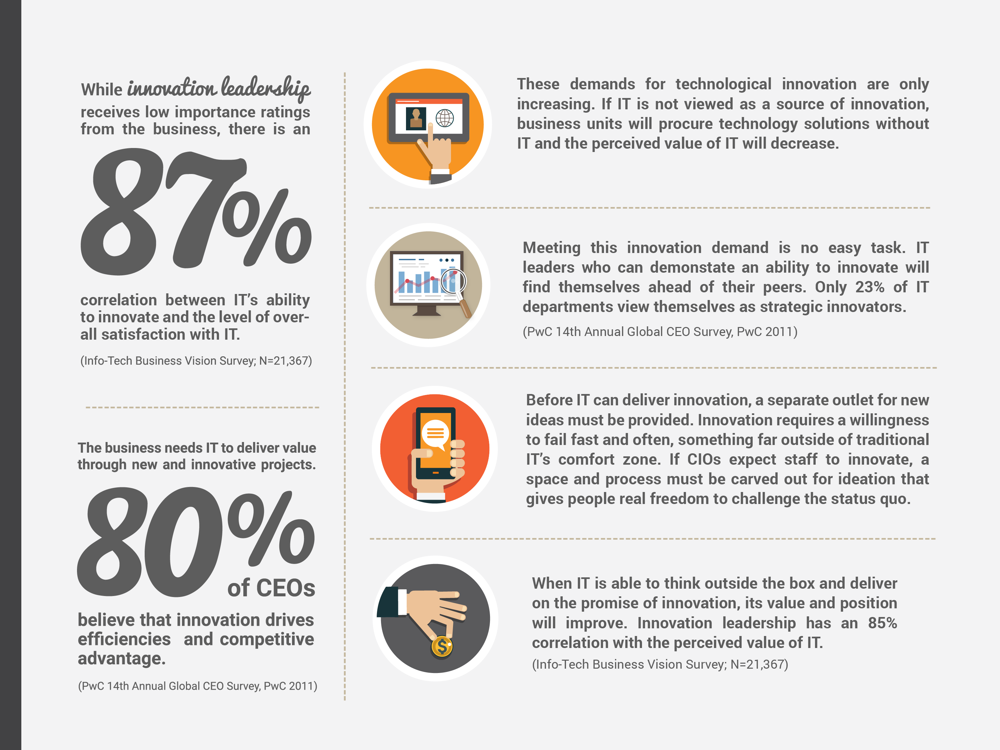 While innovation leadership
receives low importance ratings
from the business, there is an
87%
correlation between IT's ability
to innovate and the level of over-
all satisfaction with IT.
(Info-Tech Business Vision Survey; N=21,367)
The business needs IT to deliver value
through new and innovative projects.
80%
of CEOs
believe that innovation drives
efficiencies and competitive
advantage.
(PwC 14th Annual Global CEO Survey, PwC 2011)
These demands for technological innovation are only
increasing. If IT is not viewed as a source of innovation,
business units will procure technology solutions without
IT and the perceived value of IT will decrease.
Meeting this innovation demand is no easy task. IT
leaders who can demonstate an ability to innovate will
find themselves ahead of their peers. Only 23% of IT
departments view themselves as strategic innovators.
(PwC 14th Annual Global CEO Survey, PwC 2011)
Before IT can deliver innovation, a separate outlet for new
ideas must be provided. Innovation requires a willingness
to fail fast and often, something far outside of traditional
IT's comfort zone. If CIOs expect staff to innovate, a
space and process must be carved out for ideation that
gives people real freedom to challenge the status quo.
When IT is able to think outside the box and deliver
on the promise of innovation, its value and position
will improve. Innovation leadership has an 85%
correlation with the perceived value of IT.
(Info-Tech Business Vision Survey; N=21,367)
$